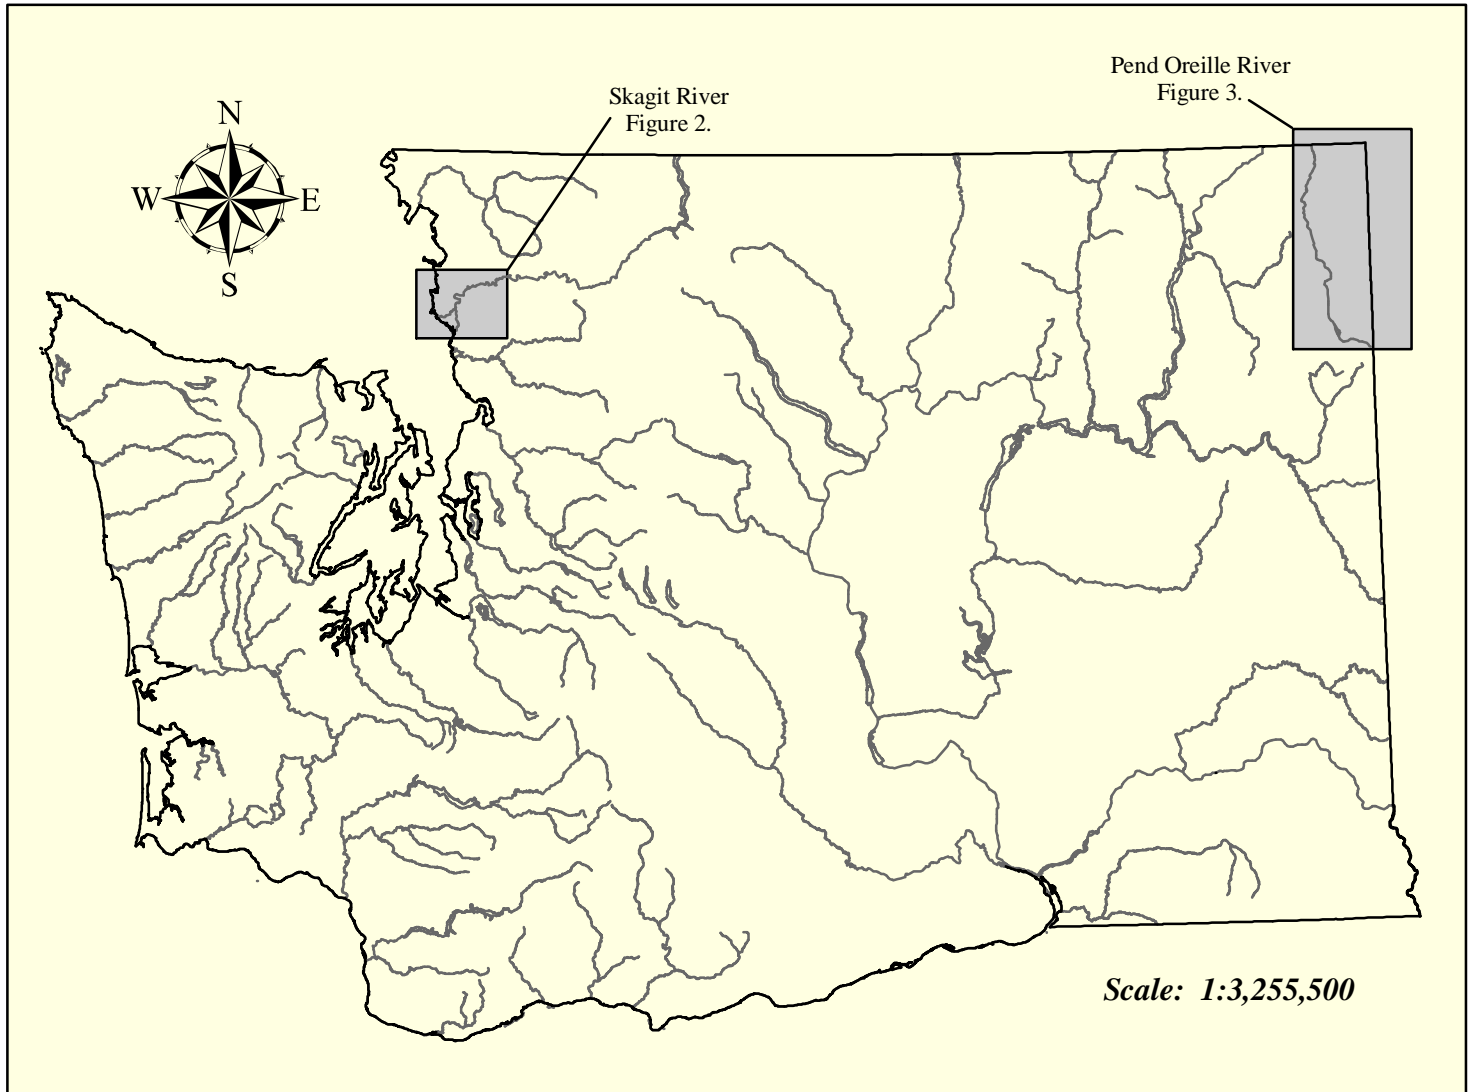 Pend Oreille River
Figure 3.
Skagit River
Figure 2.
N
W
E
S
Scale: 1:3,255,500